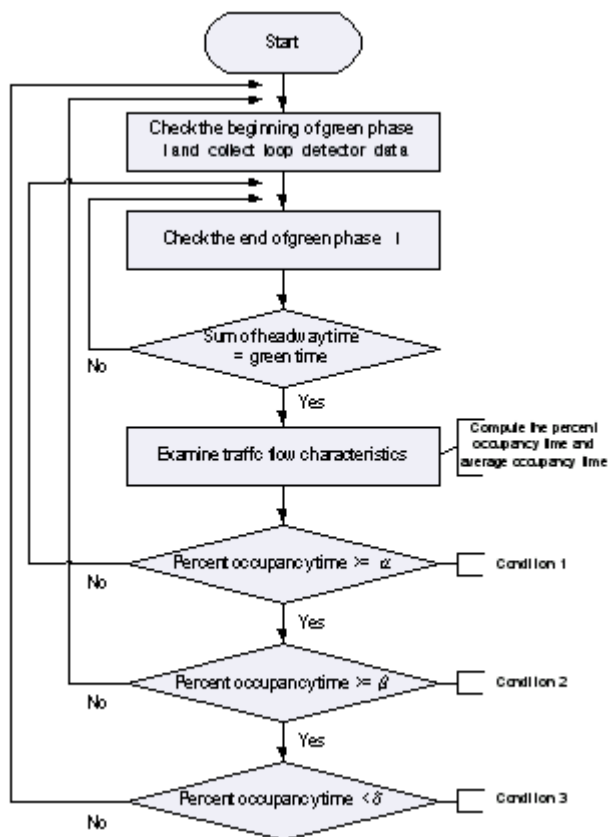 Start
Check the beginning of green phase
I and collect loop detector data
Check the end of green phase I
Sum of headway time
= green time
No
Yes
Examine traffc flow characteristics
Compute the percent
occupancy time and
average occupancy time
Percent occupancy time >= α
Condition 1
No
Yes
Percent occupancy time >= β
Condition 2
No
Yes
Percent occupancy time < δ
Condition 3
No